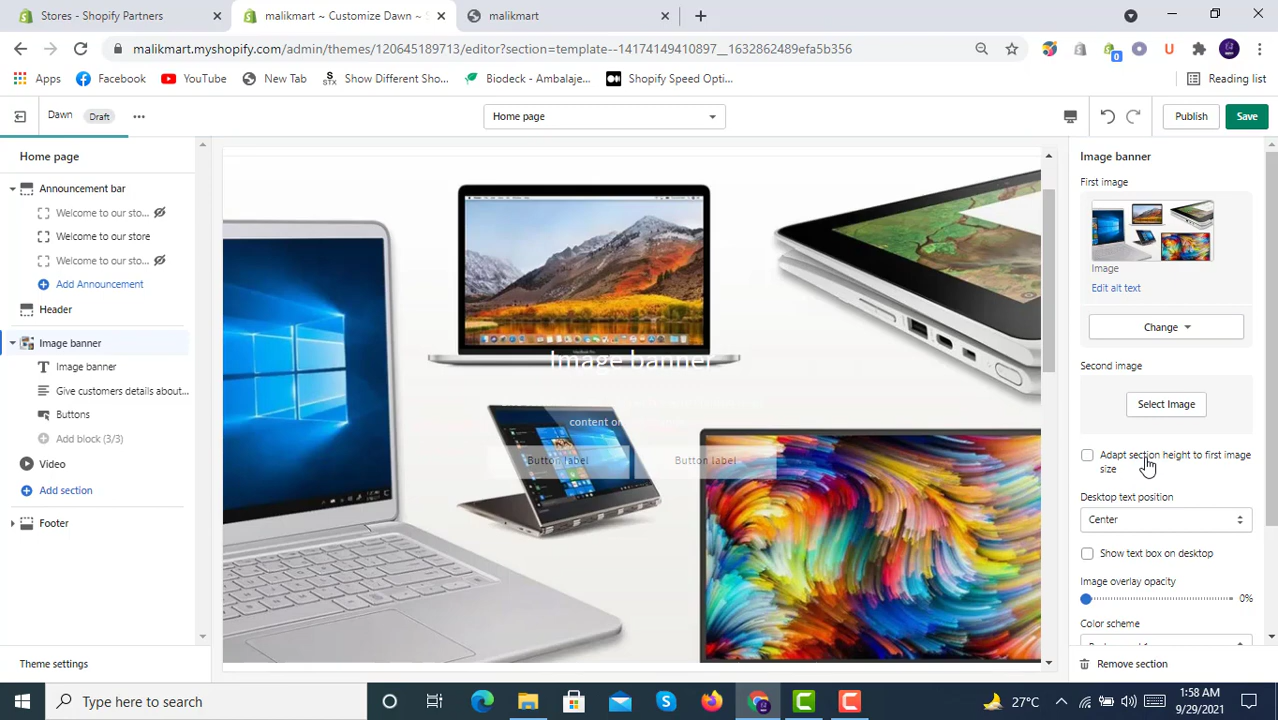 Stores - Shopify Partners
malikmart ~ Customize Dawn ~ S
malikmart
malikmart.myshopify.com/admin/themes/120645189713/editor?section=template--14174149410897__1632862489efa5b356
0
Apps
Facebook
YouTube
New Tab
STX
Show Different Sho...
Biodeck - Ambalaje...
Shopify Speed Opti...
Reading list
Dawn
Draft
Home page
Publish
Save
Home page
Announcement bar
Welcome to our sto...
Welcome to our store
Welcome to our sto...
Add Announcement
Header
Image banner
Image banner
Give customers details about...
Buttons
Add block (3/3)
Video
Add section
Footer
Theme settings
Image banner
content o
Button label
Button label
Image banner
First image
Image
Edit alt text
Change
Second image
Select Image
Adapt section height to first image
size
Desktop text position
Center
Show text box on desktop
Image overlay opacity
0%
Color scheme
Remove section
Type here to search
27°C
1:58 AM
9/29/2021